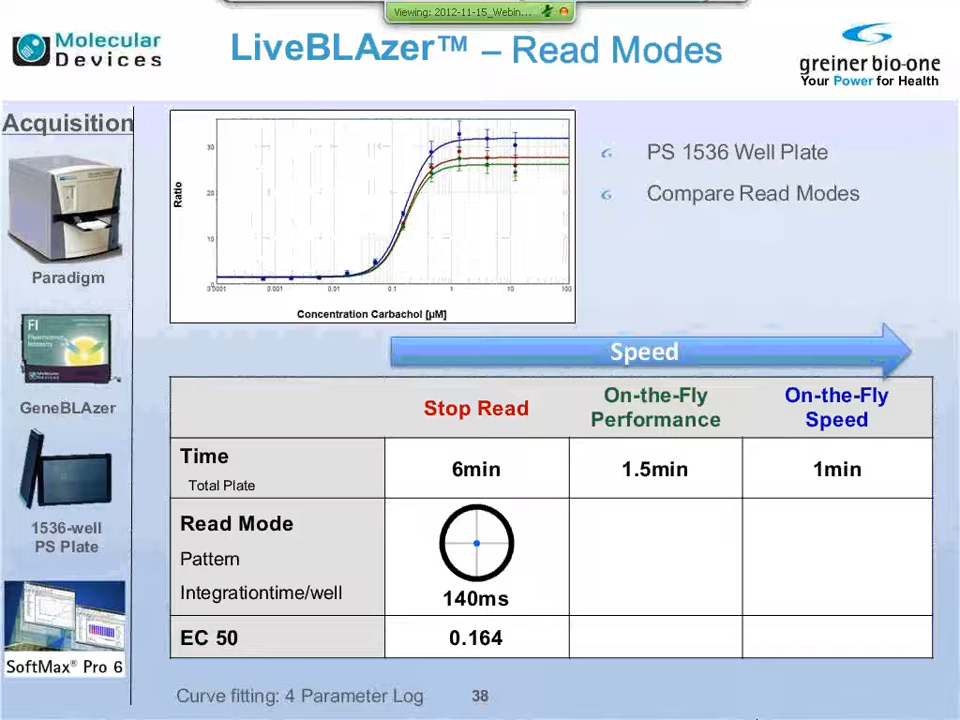 Viewing: 2012-11-15_Webin...
Molecular
Devices
LiveBLAzer™ – Read Modes
greiner bio-one
Your Power for Health
Acquisition
Paradigm
FI
Fluorescence
Intensity
GeneBLAzer
1536-well
PS Plate
SoftMax® Pro 6
Ratio
30
20
10
0
0.0001 0.001 0.01 0.1 1 10 100
Concentration Carbachol [µM]
PS 1536 Well Plate
Compare Read Modes
Speed
Stop Read
On-the-Fly
Performance
On-the-Fly
Speed
Time
Total Plate
6min
1.5min
1min
Read Mode
Pattern
Integrationtime/well
140ms
EC 50
0.164
Curve fitting: 4 Parameter Log
38